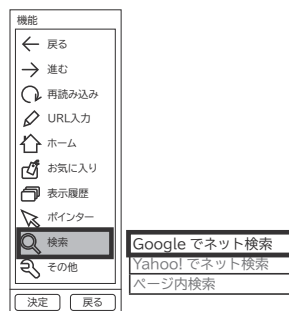 機能
戻る
進む
再読み込み
URL入力
ホーム
お気に入り
表示履歴
ポインター
検索
その他
決定 戻る
Google でネット検索
Yahoo! でネット検索
ページ内検索